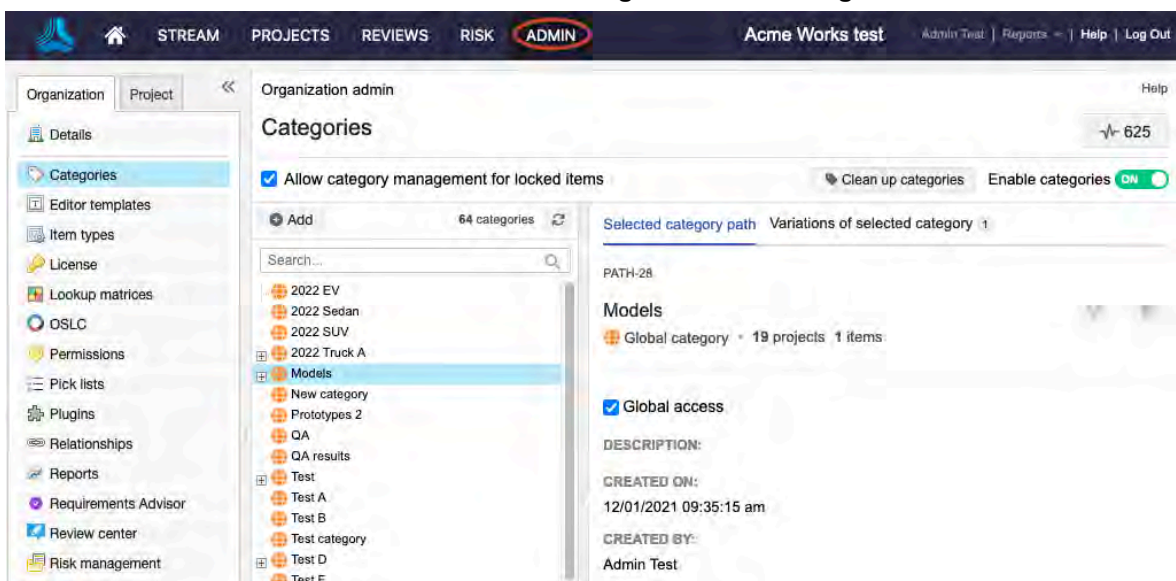 STREAM PROJECTS REVIEWS RISK ADMIN Acme Works test Admin Test | Reports | Help | Log Out
Organization Project
Details
Categories
Editor templates
Item types
License
Lookup matrices
OSLC
Permissions
Pick lists
Plugins
Relationships
Reports
Requirements Advisor
Review center
Risk management
Organization admin Help
Categories 625
Allow category management for locked items Clean up categories Enable categories ON
Add 64 categories
Search...
2022 EV
2022 Sedan
2022 SUV
2022 Truck A
Models
New category
Prototypes 2
QA
QA results
Test
Test A
Test B
Test category
Test D
Selected category path Variations of selected category 1
PATH-28
Models
Global category • 19 projects 1 items
Global access
DESCRIPTION:
CREATED ON:
12/01/2021 09:35:15 am
CREATED BY:
Admin Test